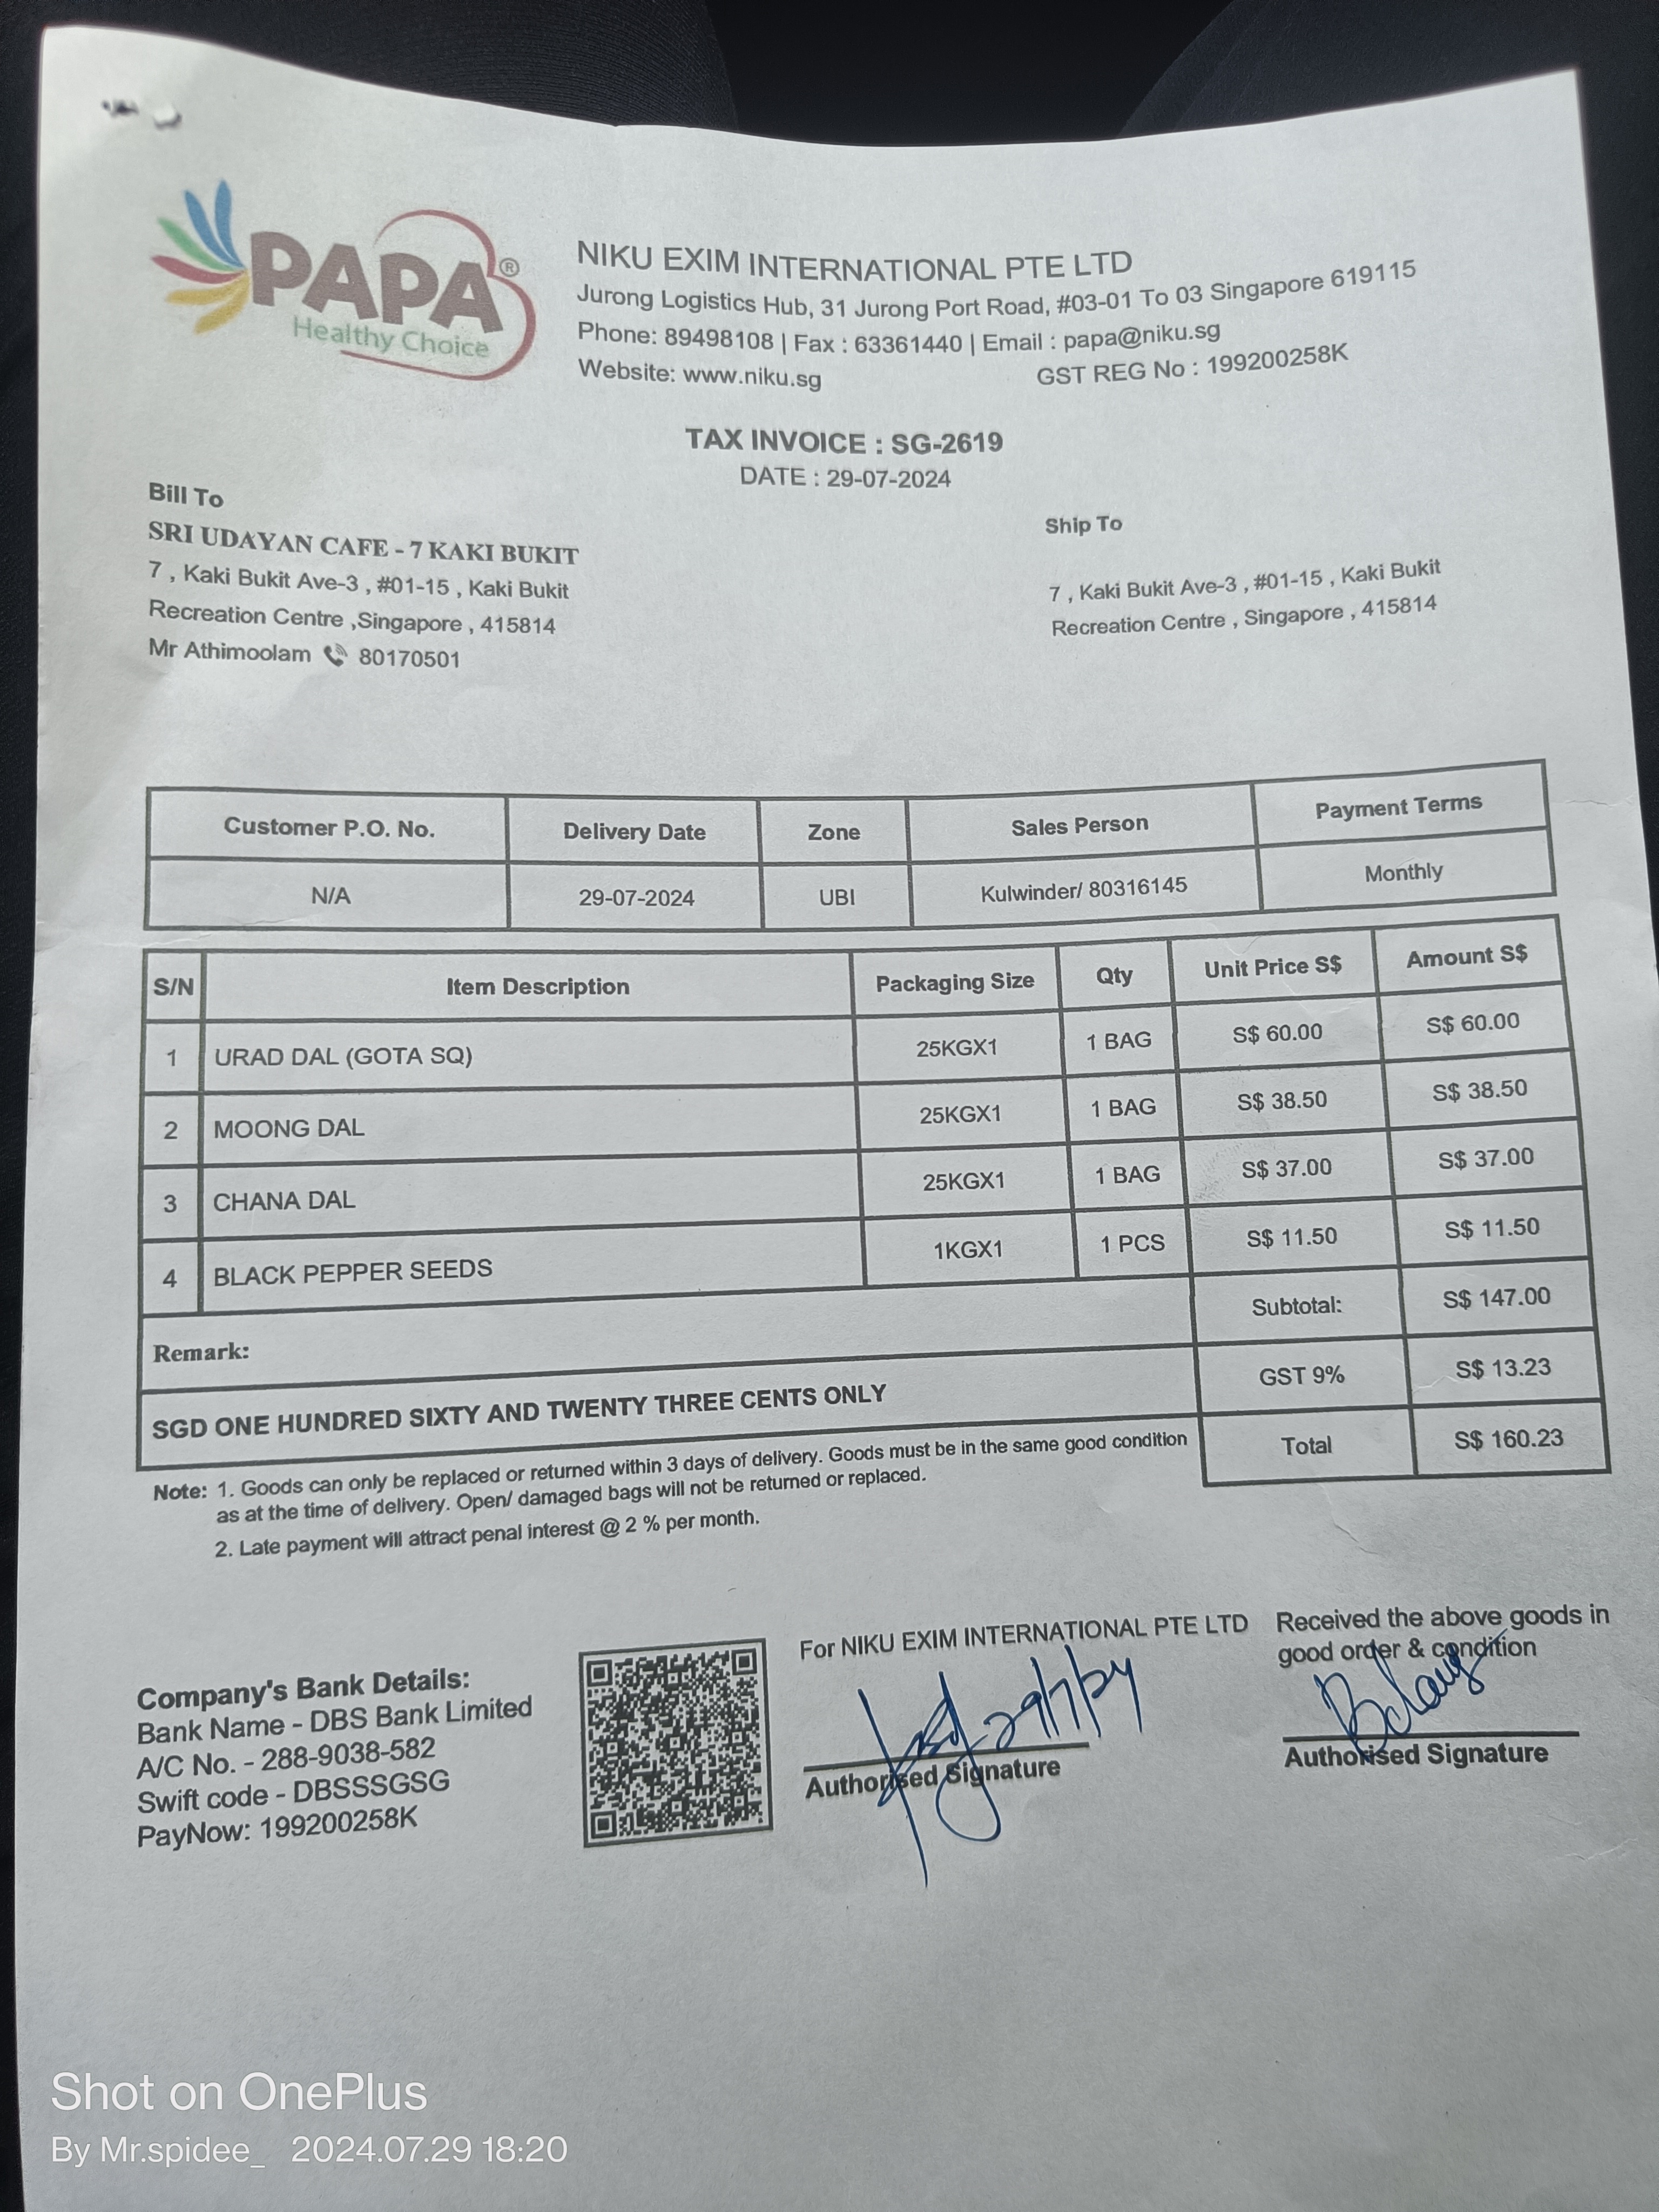 PAPA®
Healthy Choice
NIKU EXIM INTERNATIONAL PTE LTD
Jurong Logistics Hub, 31 Jurong Port Road, #03-01 To 03 Singapore 619115
Phone: 89498108 | Fax : 63361440 | Email : papa@niku.sg
Website: www.niku.sg GST REG No : 199200258K
TAX INVOICE : SG-2619
DATE : 29-07-2024
Bill To
SRI UDAYAN CAFE - 7 KAKI BUKIT
7 , Kaki Bukit Ave-3 , #01-15 , Kaki Bukit
Recreation Centre ,Singapore , 415814
Mr Athimoolam 80170501
Ship To
7 , Kaki Bukit Ave-3 , #01-15 , Kaki Bukit
Recreation Centre , Singapore , 415814
Customer P.O. No. Delivery Date Zone Sales Person Payment Terms
N/A 29-07-2024 UBI Kulwinder/ 80316145 Monthly
S/N Item Description Packaging Size Qty Unit Price S$ Amount S$
1 URAD DAL (GOTA SQ) 25KGX1 1 BAG S$ 60.00 S$ 60.00
2 MOONG DAL 25KGX1 1 BAG S$ 38.50 S$ 38.50
3 CHANA DAL 25KGX1 1 BAG S$ 37.00 S$ 37.00
4 BLACK PEPPER SEEDS 1KGX1 1 PCS S$ 11.50 S$ 11.50
Remark: Subtotal: S$ 147.00
SGD ONE HUNDRED SIXTY AND TWENTY THREE CENTS ONLY GST 9% S$ 13.23
Total S$ 160.23
Note: 1. Goods can only be replaced or returned within 3 days of delivery. Goods must be in the same good condition
as at the time of delivery. Open/ damaged bags will not be returned or replaced.
2. Late payment will attract penal interest @ 2 % per month.
Company's Bank Details:
Bank Name - DBS Bank Limited
A/C No. - 288-9038-582
Swift code - DBSSSGSG
PayNow: 199200258K
For NIKU EXIM INTERNATIONAL PTE LTD
Authorised Signature
Received the above goods in
good order & condition
Authorised Signature
Shot on OnePlus
By Mr.spidee_ 2024.07.29 18:20